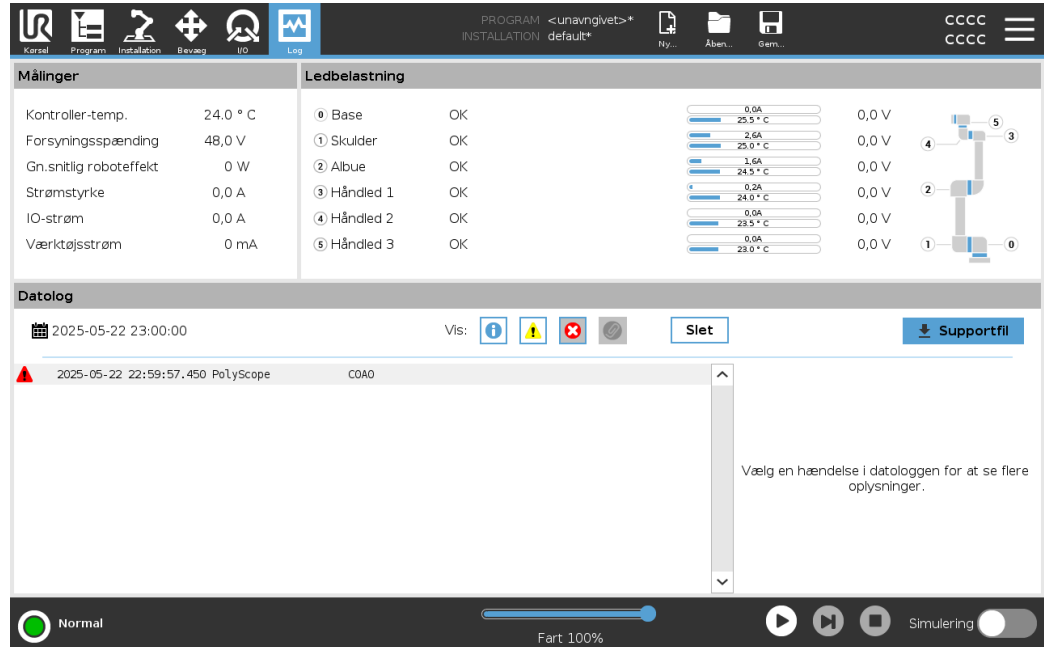 PROGRAM <unavngivet>*
INSTALLATION default*
CCCC
CCCC
Kørsel Program Installation Bevæg I/O Log Ny... Åben... Gem...
Målinger
Kontroller-temp. 24.0 ° C
Forsyningsspænding 48,0 V
Gn.snitlig roboteffekt 0 W
Strømstyrke 0,0 A
IO-strøm 0,0 A
Værktøjsstrøm 0 mA
Ledbelastning
0 Base OK 0,0A 25.5 ° C 0,0 V
1 Skulder OK 2,6A 25.0 ° C 0,0 V
2 Albue OK 1,6A 24.5 ° C 0,0 V
3 Håndled 1 OK 0,2A 24.0 ° C 0,0 V
4 Håndled 2 OK 0,0A 23.5 ° C 0,0 V
5 Håndled 3 OK 0,0A 23.0 ° C 0,0 V
5
4 3
2
1 0
Datolog
2025-05-22 23:00:00 Vis: Slet Supportfil
2025-05-22 22:59:57.450 PolyScope C0A0
Vælg en hændelse i datologgen for at se flere
oplysninger.
Normal
Fart 100%
Simulering